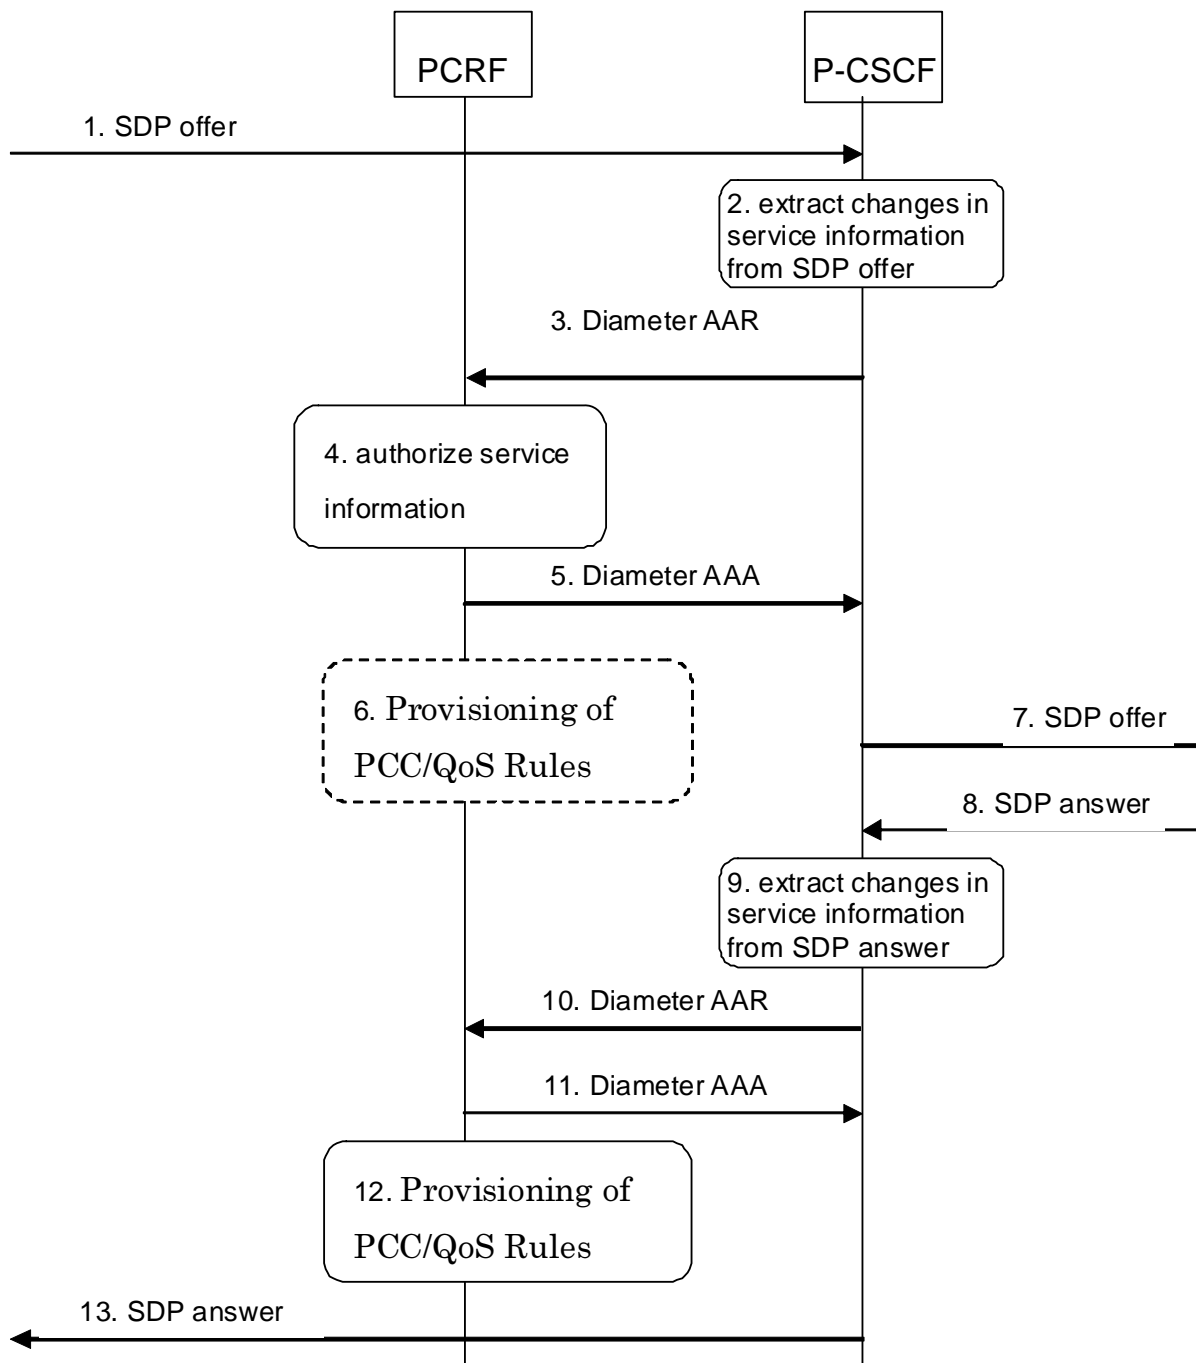 PCRF
P-CSCF
1. SDP offer
2. extract changes in
service information
from SDP offer
3. Diameter AAR
4. authorize service
information
5. Diameter AAA
6. Provisioning of
PCC/QoS Rules
7. SDP offer
8. SDP answer
9. extract changes in
service information
from SDP answer
10. Diameter AAR
11. Diameter AAA
12. Provisioning of
PCC/QoS Rules
13. SDP answer